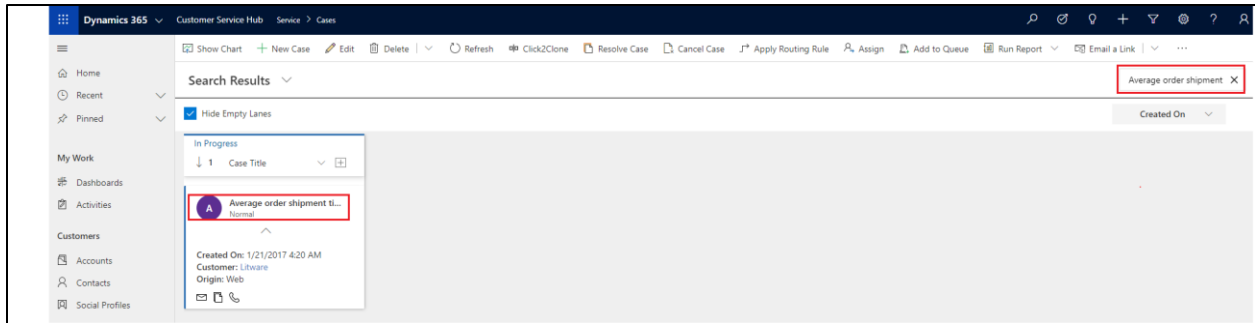 Dynamics 365 Customer Service Hub Service > Cases
Show Chart New Case Edit Delete Refresh Click2Clone Resolve Case Cancel Case Apply Routing Rule Assign Add to Queue Run Report Email a Link ...
Home
Recent
Pinned
My Work
Dashboards
Activities
Customers
Accounts
Contacts
Social Profiles
Search Results
Average order shipment
Hide Empty Lanes
Created On
In Progress
1 Case Title
A
Average order shipment ti...
Normal
Created On: 1/21/2017 4:20 AM
Customer: Litware
Origin: Web